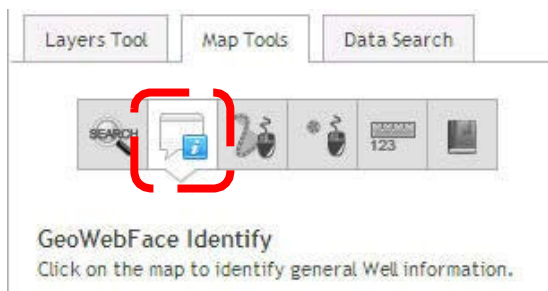 Layers Tool Map Tools Data Search
SEARCH i 123
GeoWebFace Identify
Click on the map to identify general Well information.